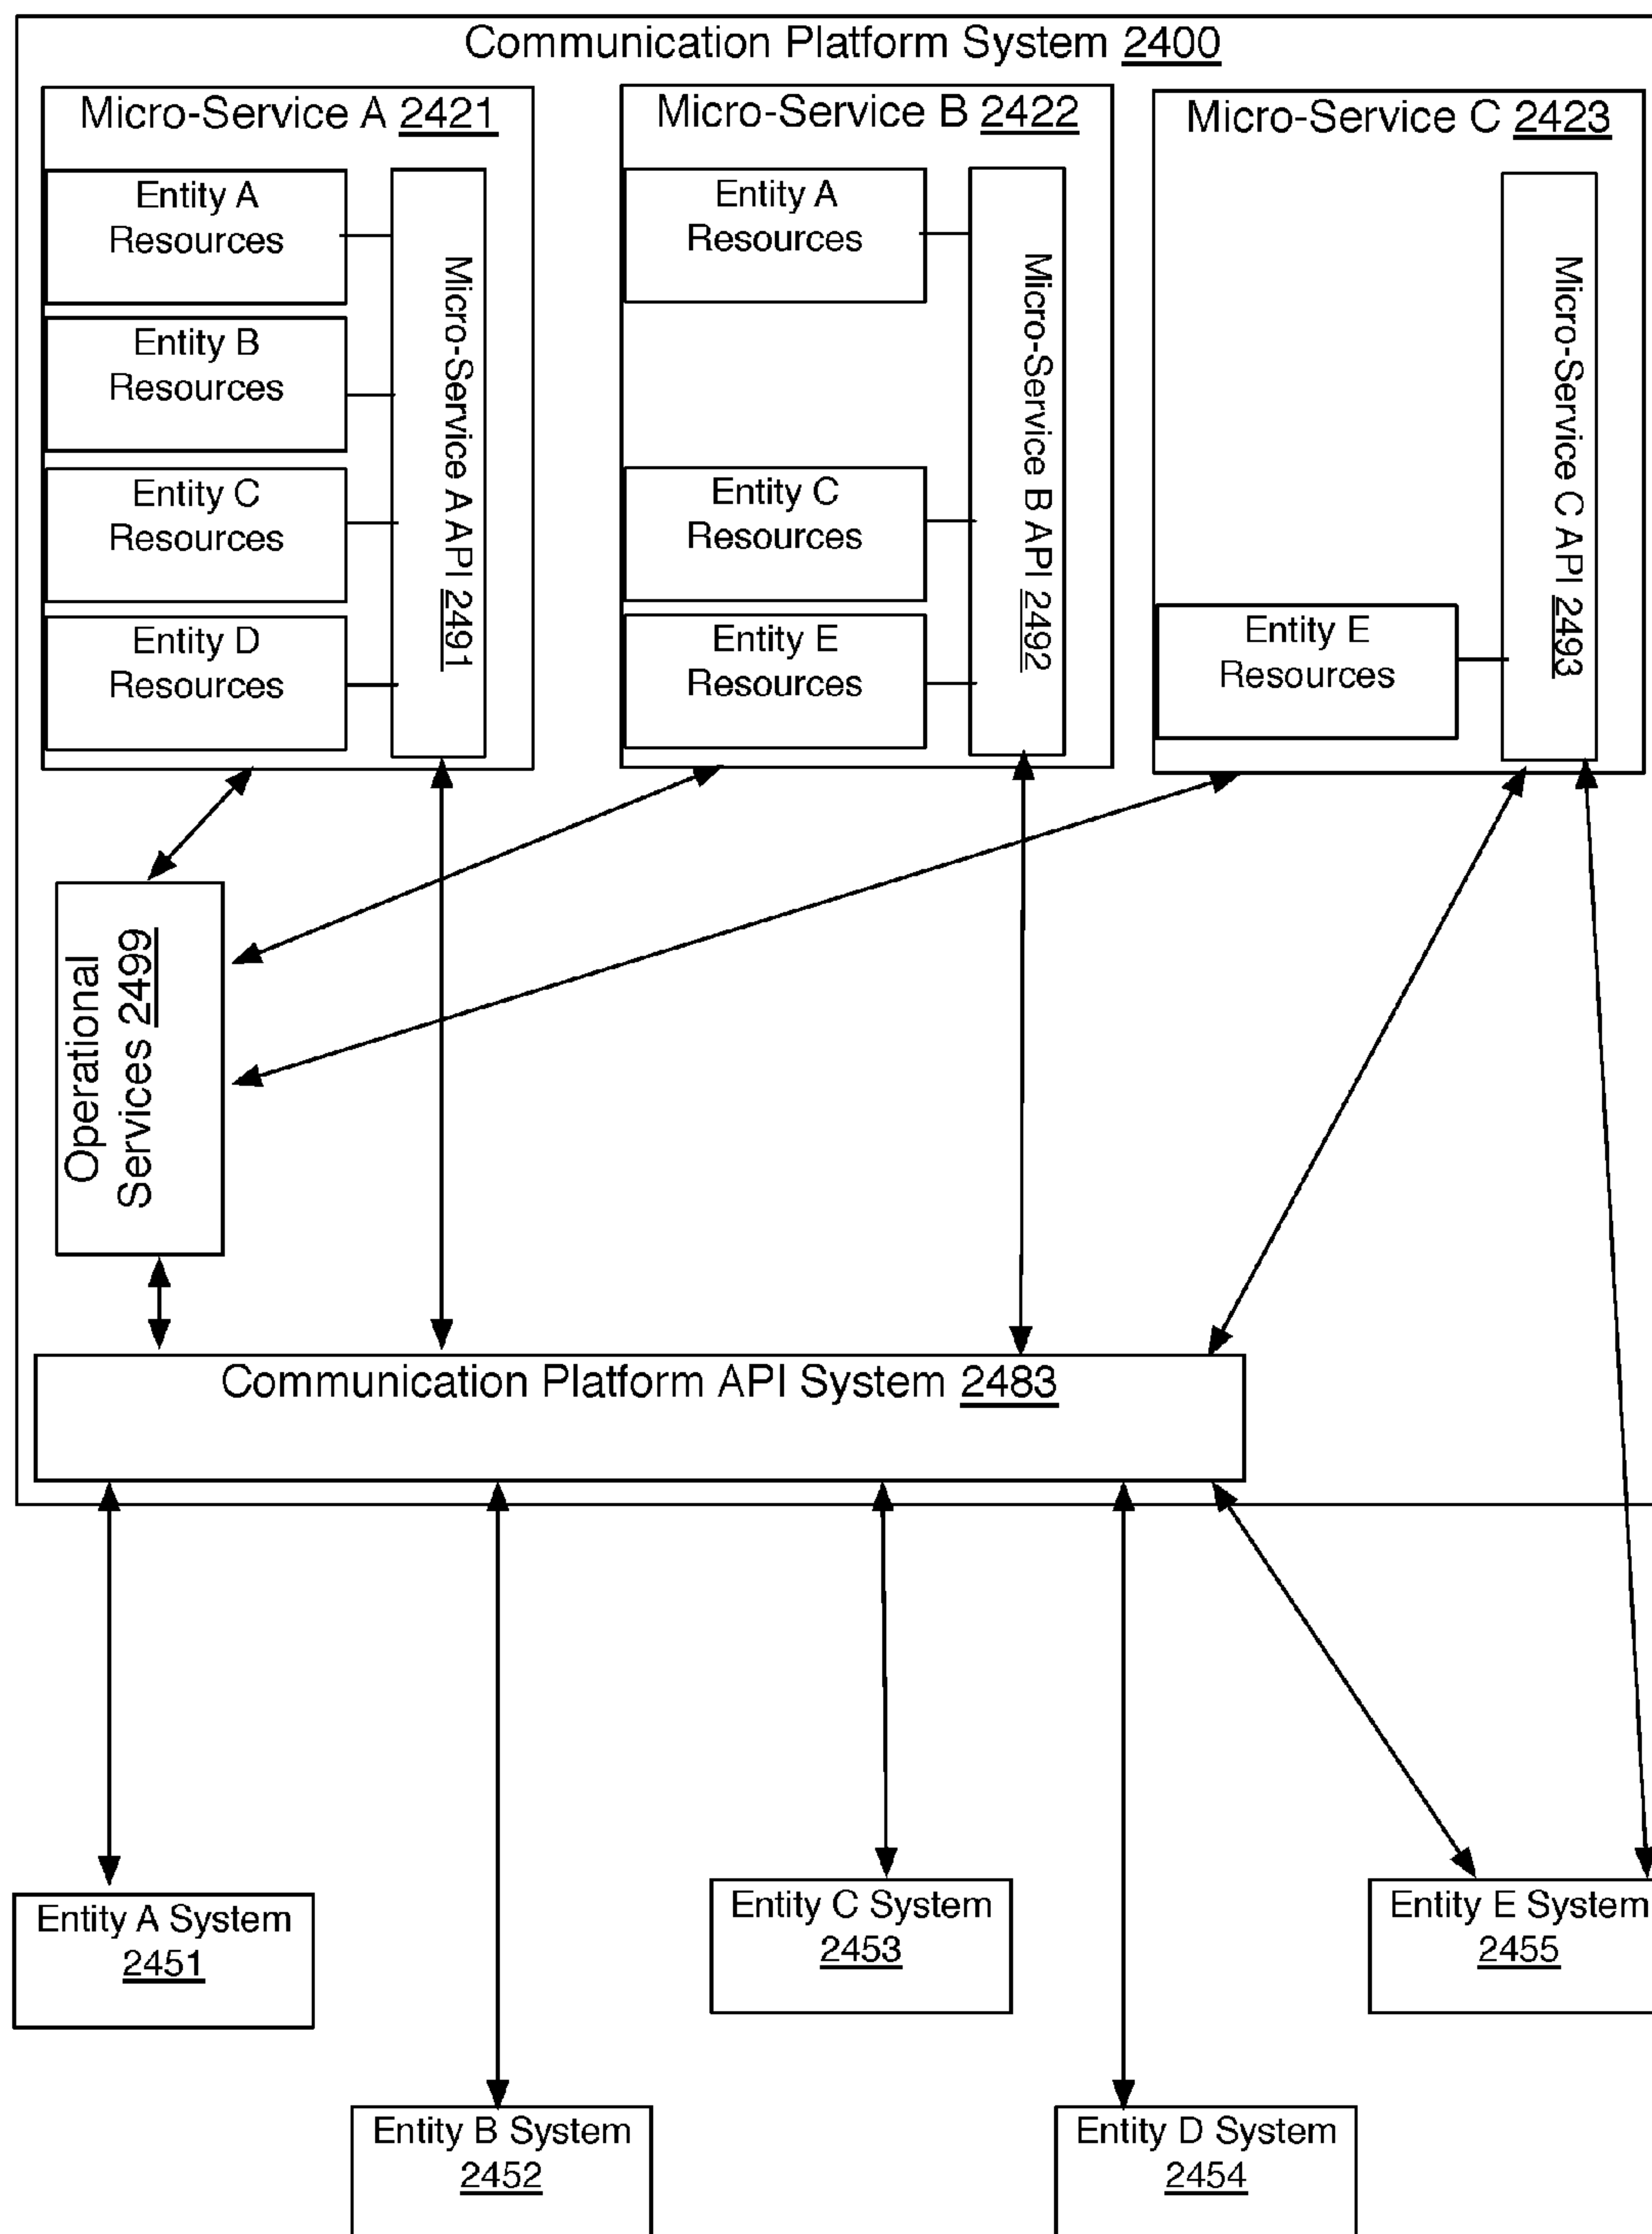 Communication Platform System 2400
Micro-Service A 2421
Entity A
Resources
Entity B
Resources
Entity C
Resources
Entity D
Resources
Micro-Service A API 2491
Micro-Service B 2422
Entity A
Resources
Entity C
Resources
Entity E
Resources
Micro-Service B API 2492
Micro-Service C 2423
Entity E
Resources
Micro-Service C API 2493
Operational
Services 2499
Communication Platform API System 2483
Entity A System
2451
Entity C System
2453
Entity E System
2455
Entity B System
2452
Entity D System
2454